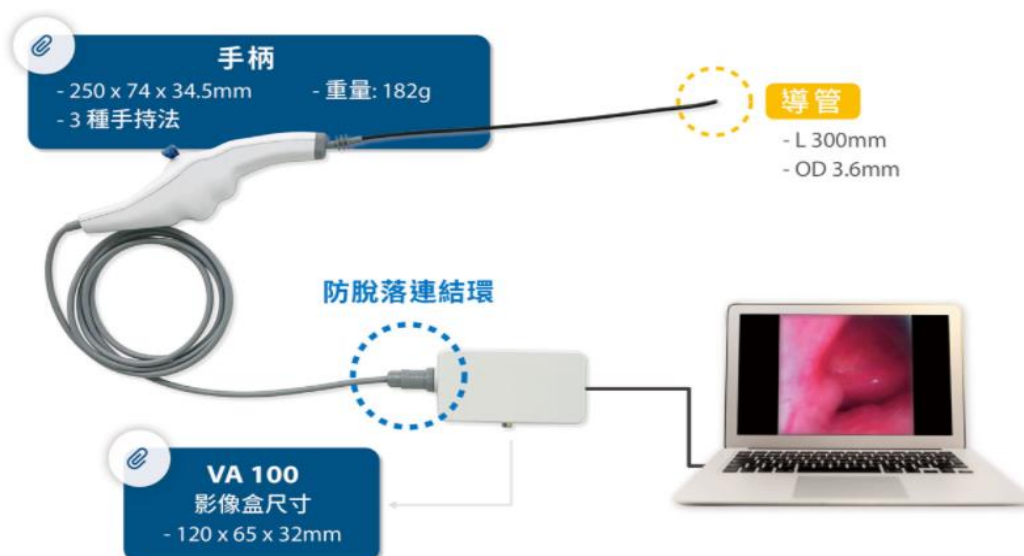 手柄
- 250 x 74 x 34.5mm - 重量: 182g
- 3 種手持法
導管
- L 300mm
- OD 3.6mm
防脫落連結環
VA 100
影像盒尺寸
- 120 x 65 x 32mm